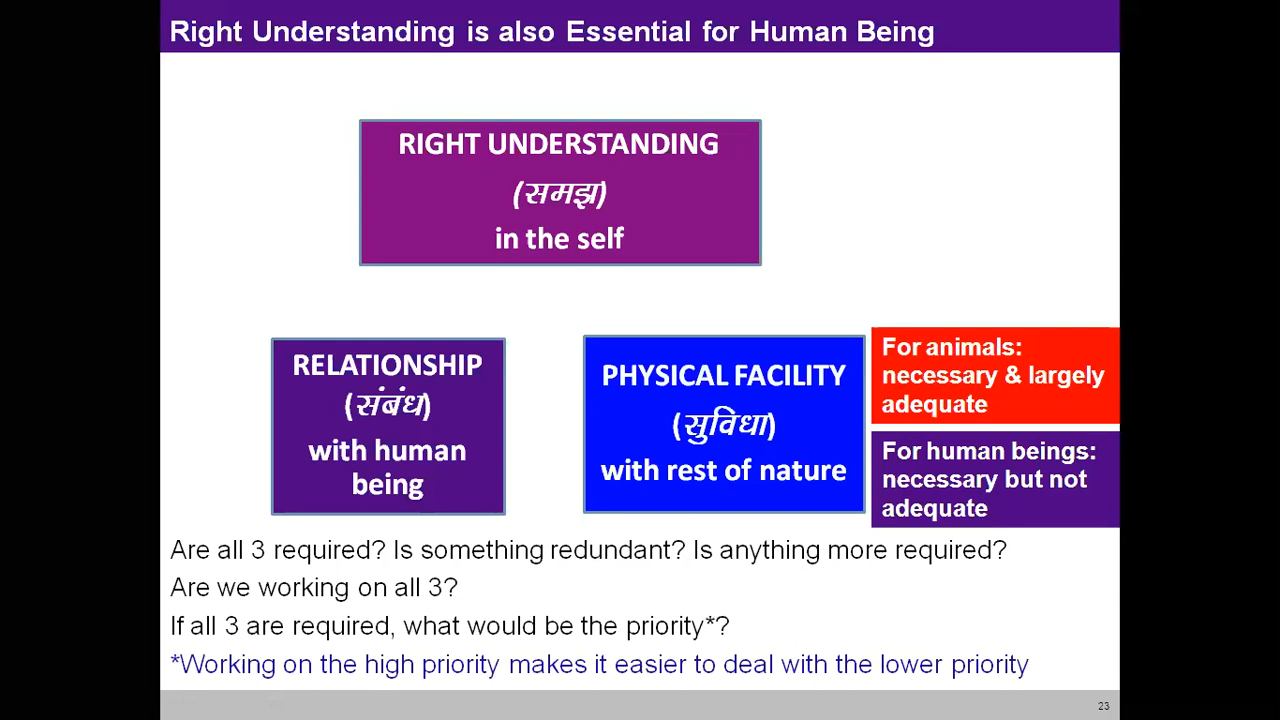 Right Understanding is also Essential for Human Being
RIGHT UNDERSTANDING
(समझ)
in the self
RELATIONSHIP
(संबंध)
with human
being
PHYSICAL FACILITY
(सुविधा)
with rest of nature
For animals:
necessary & largely
adequate
For human beings:
necessary but not
adequate
Are all 3 required? Is something redundant? Is anything more required?
Are we working on all 3?
If all 3 are required, what would be the priority*?
*Working on the high priority makes it easier to deal with the lower priority
23